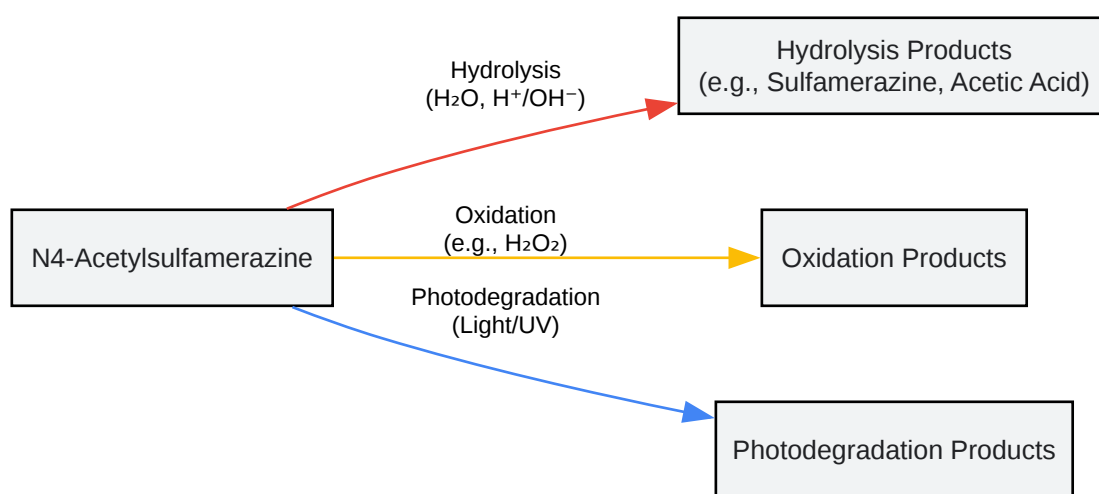 Hydrolysis Products
(e.g., Sulfamerazine, Acetic Acid)
Hydrolysis
(H₂O, H⁺/OH⁻)
N4-Acetylsulfamerazine
Oxidation
(e.g., H₂O₂)
Oxidation Products
Photodegradation
(Light/UV)
Photodegradation Products